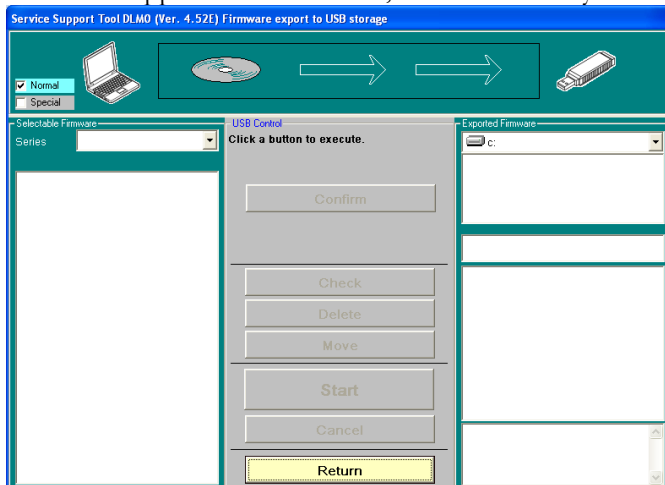 Service Support Tool DLMO (Ver. 4.52E) Firmware export to USB storage
Normal
Special
Selectable Firmware
Series
USB Control
Click a button to execute.
Confirm
Check
Delete
Move
Start
Cancel
Return
Exported Firmware
c: